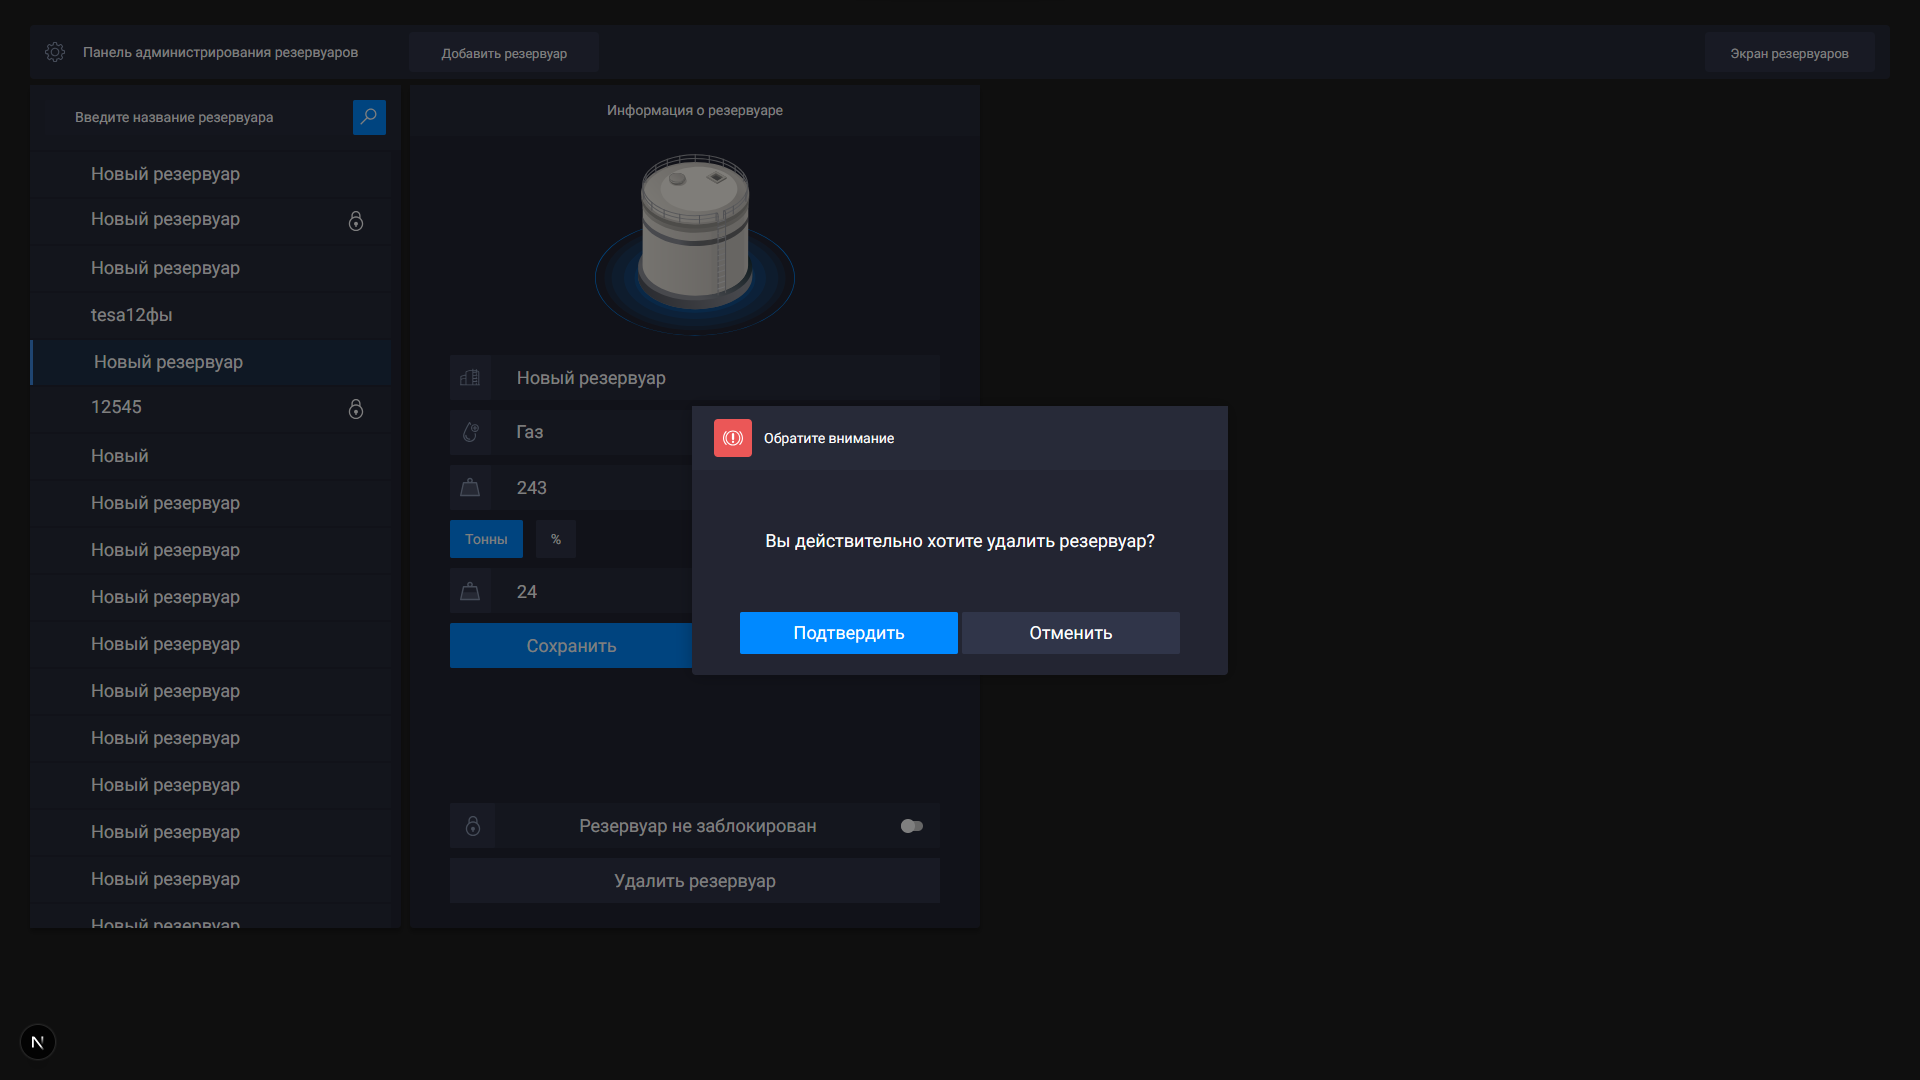 Панель администрирования резервуаров
Добавить резервуар
Экран резервуаров
Введите название резервуара
Новый резервуар
Новый резервуар
Новый резервуар
tesa12фы
Новый резервуар
12545
Новый
Новый резервуар
Новый резервуар
Новый резервуар
Новый резервуар
Новый резервуар
Новый резервуар
Новый резервуар
Новый резервуар
Новый резервуар
Новый резервуар
Информация о резервуаре
Новый резервуар
Газ
243
Тонны
%
24
Сохранить
Резервуар не заблокирован
Удалить резервуар
Обратите внимание
Вы действительно хотите удалить резервуар?
Подтвердить
Отменить
N